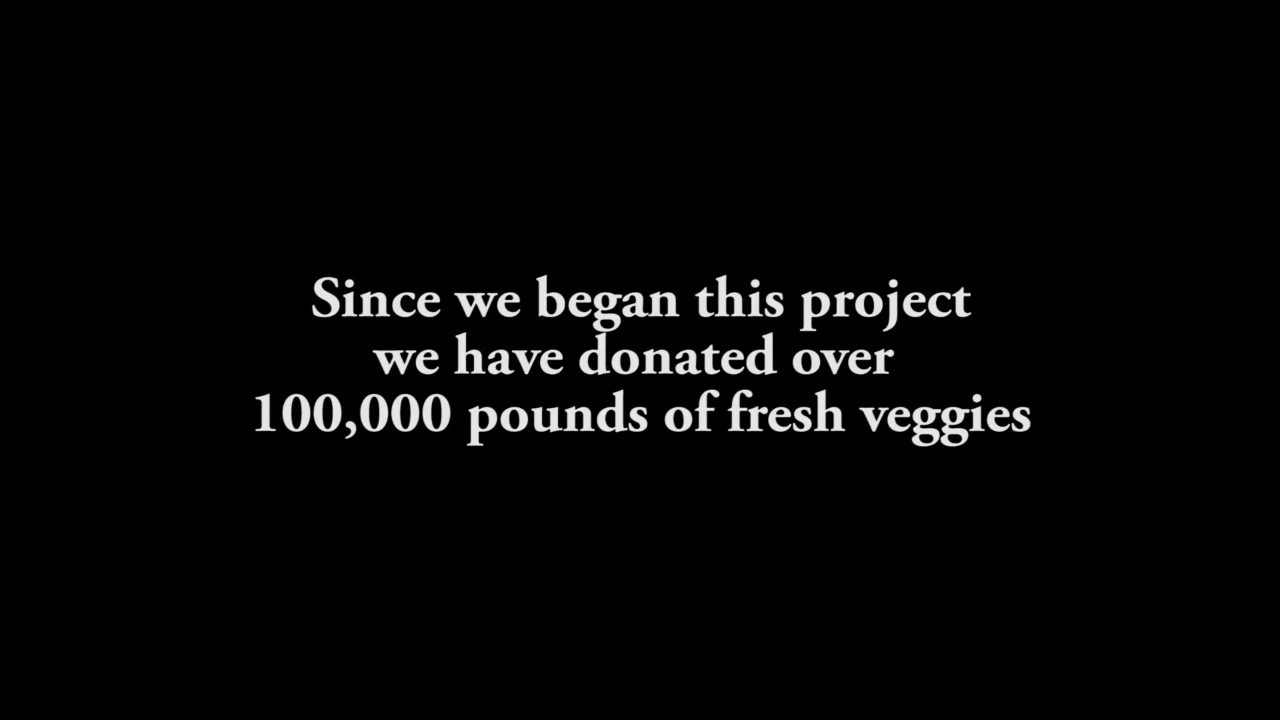 Since we began this project
we have donated over
100,000 pounds of fresh veggies